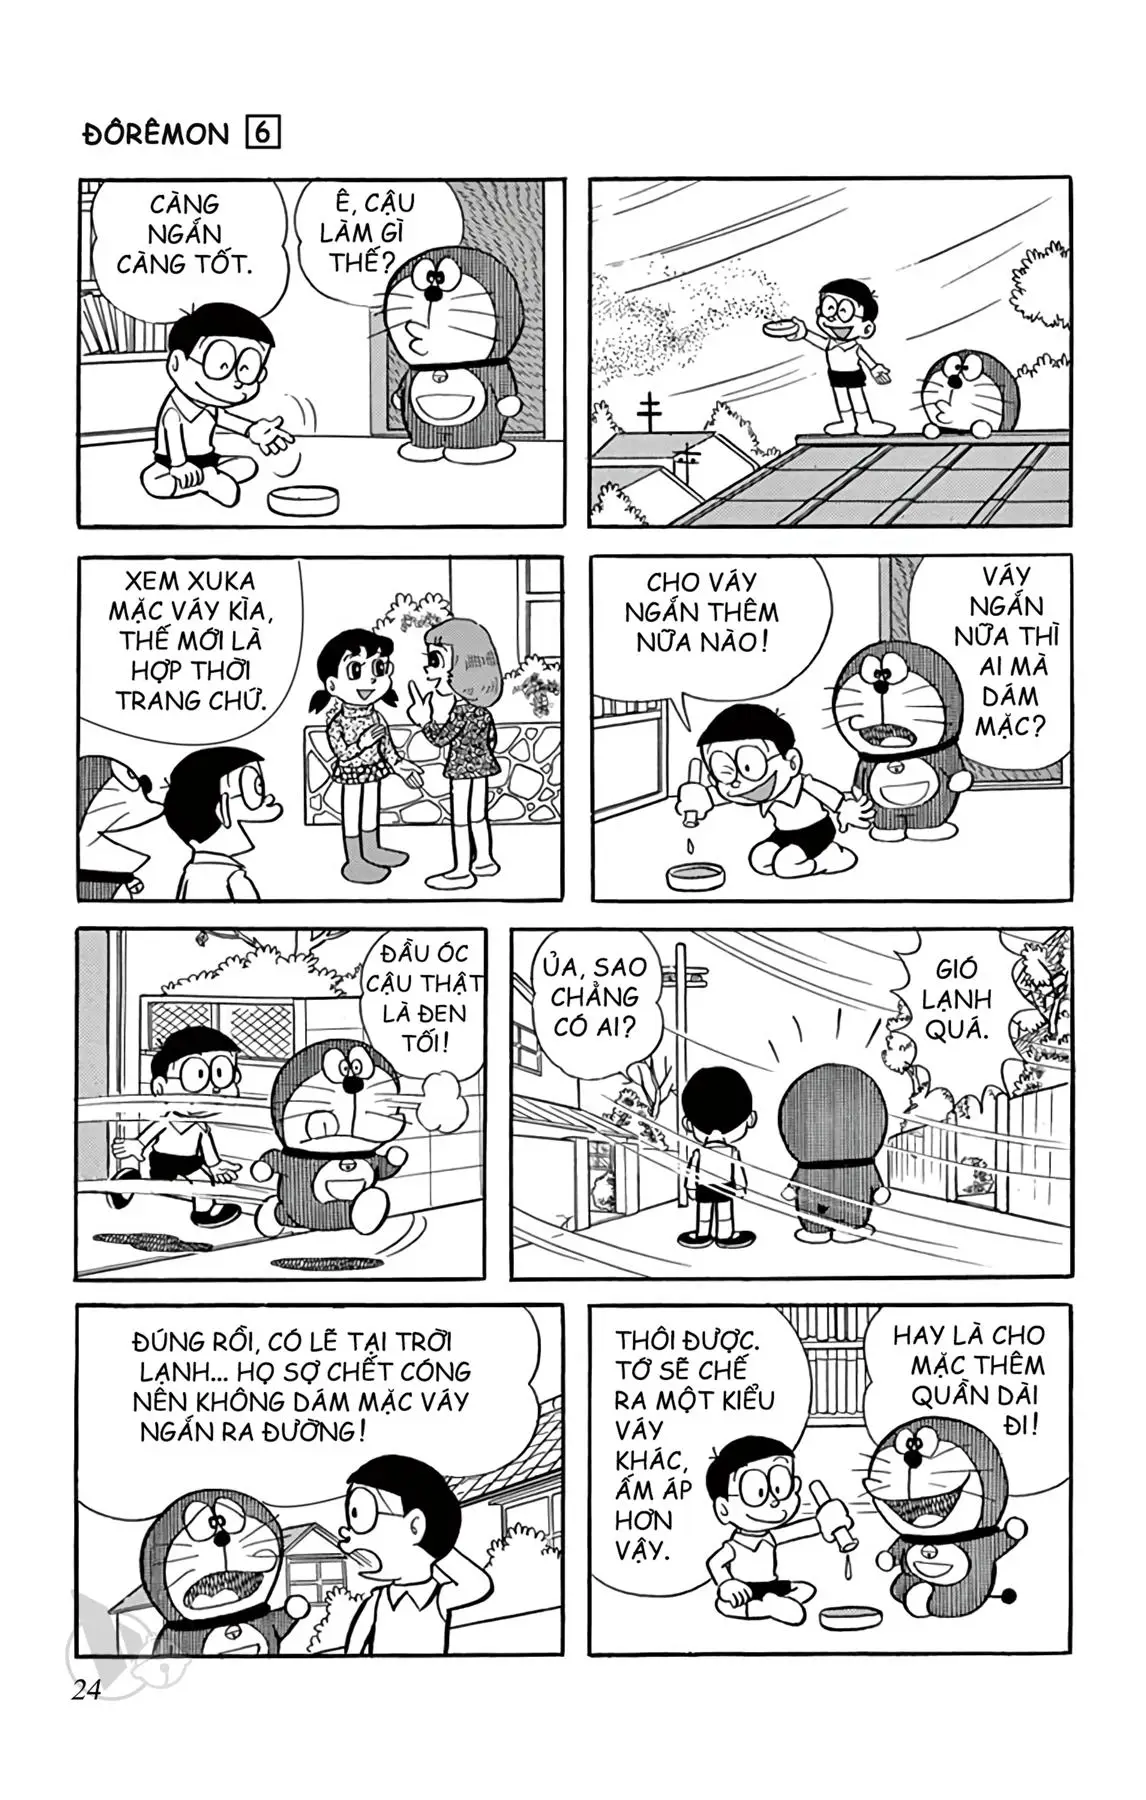 ĐÔRÊMON 6
CÀNG
NGẮN
CÀNG TỐT.
Ê, CẬU
LÀM GÌ
THẾ?
XEM XUKA
MẶC VÁY KÌA,
THẾ MỚI LÀ
HỢP THỜI
TRANG CHỨ.
CHO VÁY
NGẮN THÊM
NỮA NÀO!
VÁY
NGẮN
NỮA THÌ
AI MÀ
DÁM
MẶC?
ĐẦU ÓC
CẬU THẬT
LÀ ĐEN
TỐI!
ỦA, SAO
CHẲNG
CÓ AI?
GIÓ
LẠNH
QUÁ.
ĐÚNG RỒI, CÓ LẼ TẠI TRỜI
LẠNH... HỌ SỢ CHẾT CÓNG
NÊN KHÔNG DÁM MẶC VÁY
NGẮN RA ĐƯỜNG!
THÔI ĐƯỢC.
TỚ SẼ CHẾ
RA MỘT KIỂU
VÁY
KHÁC,
ẤM ÁP
HƠN
VẬY.
HAY LÀ CHO
MẶC THÊM
QUẦN DÀI
ĐI!
24